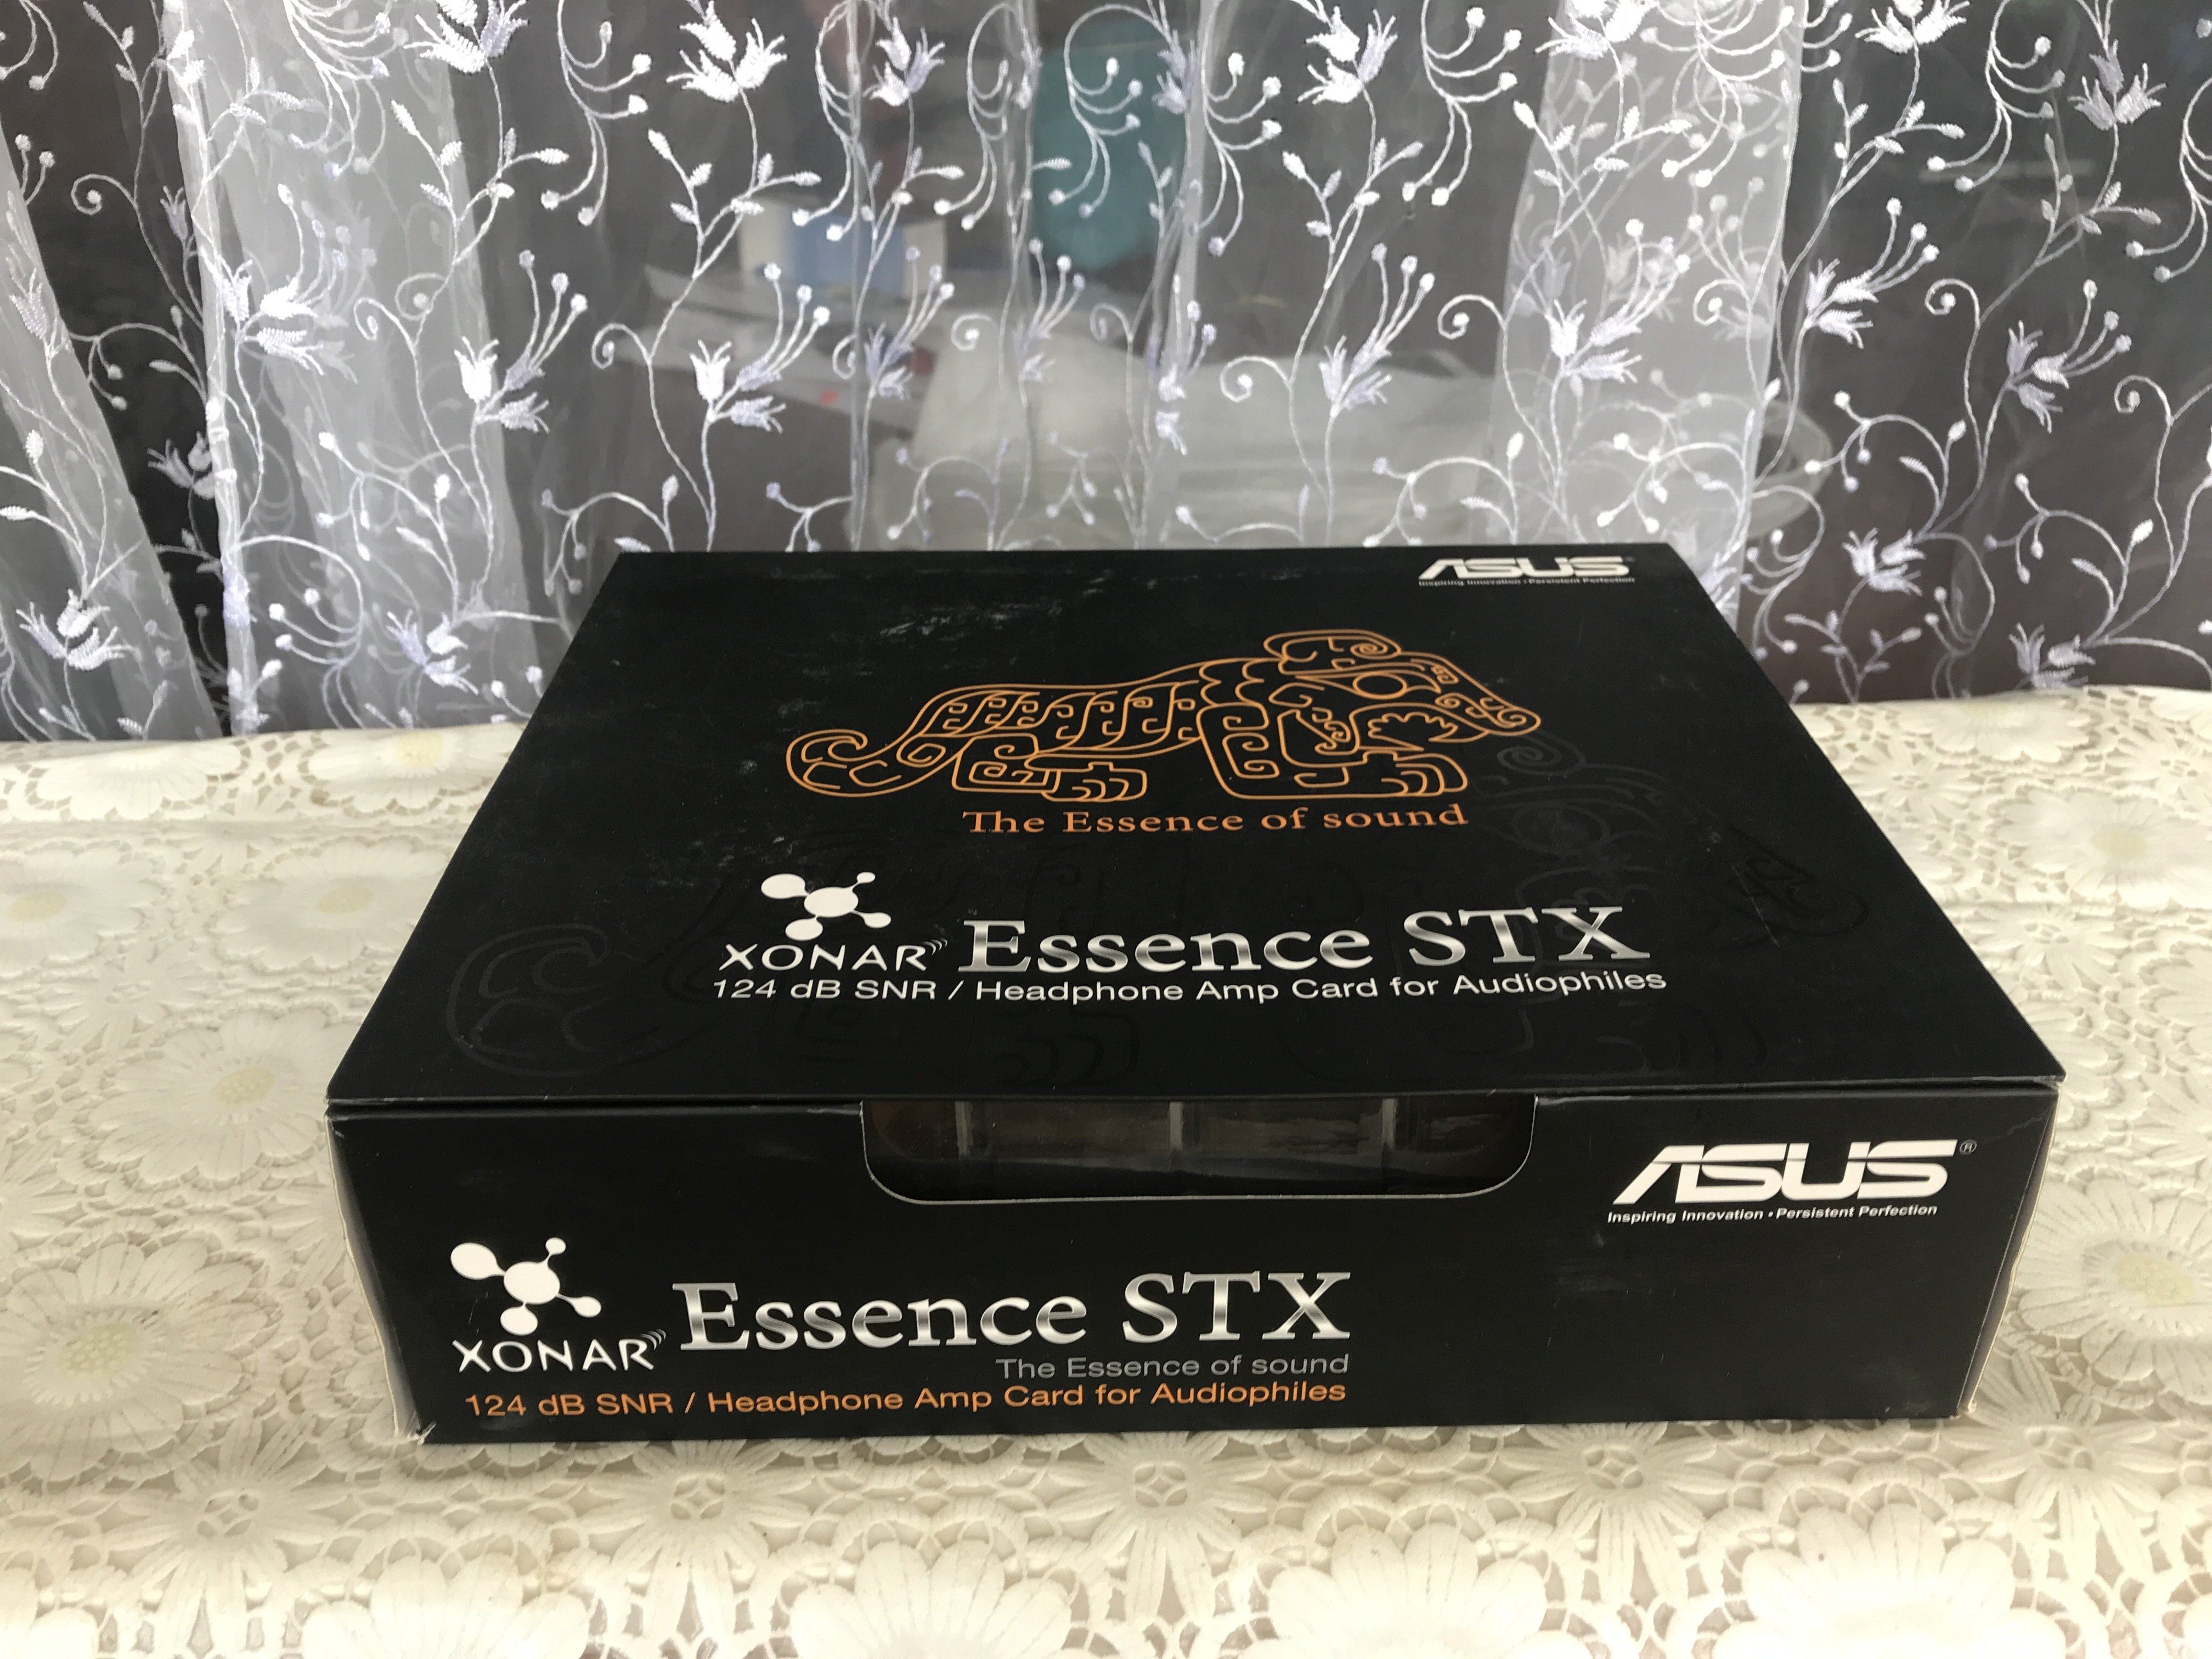 ASUS
Inspiring Innovation • Persistent Perfection
The Essence of sound
XONAR Essence STX
124 dB SNR / Headphone Amp Card for Audiophiles
ASUS®
Inspiring Innovation • Persistent Perfection
XONAR Essence STX
The Essence of sound
124 dB SNR / Headphone Amp Card for Audiophiles